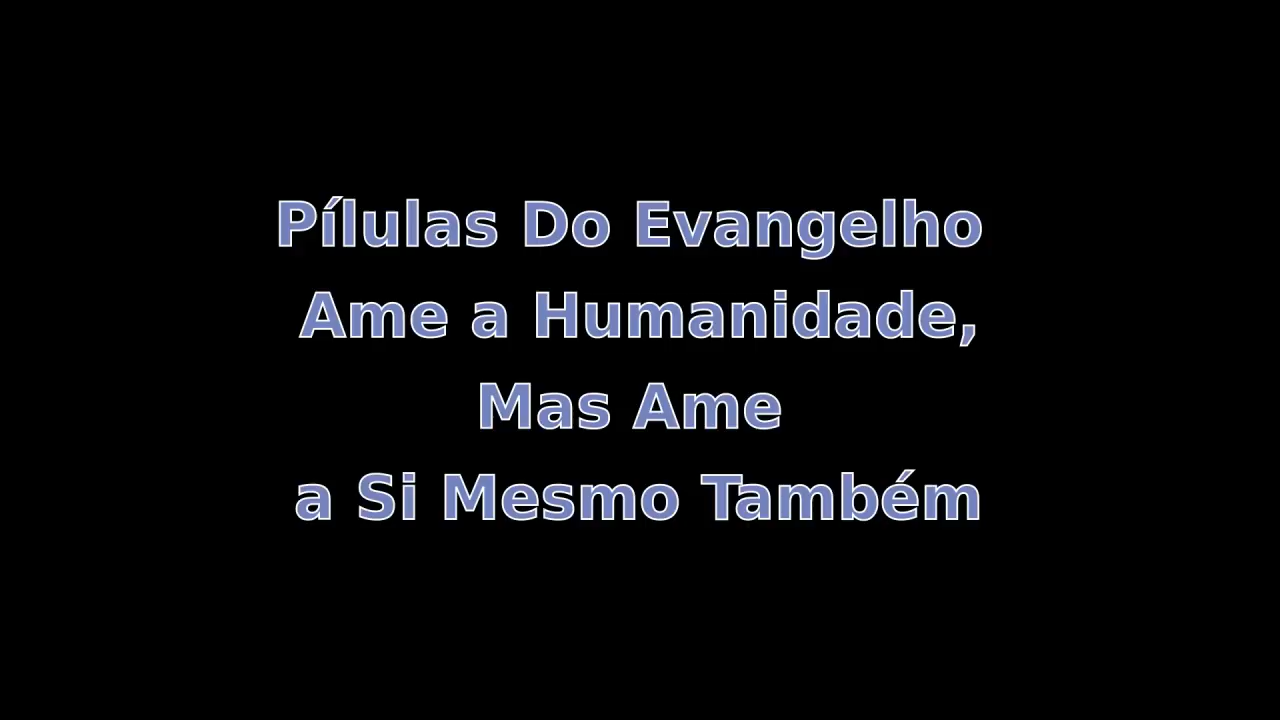 Pílulas Do Evangelho
Ame a Humanidade,
Mas Ame
a Si Mesmo Também